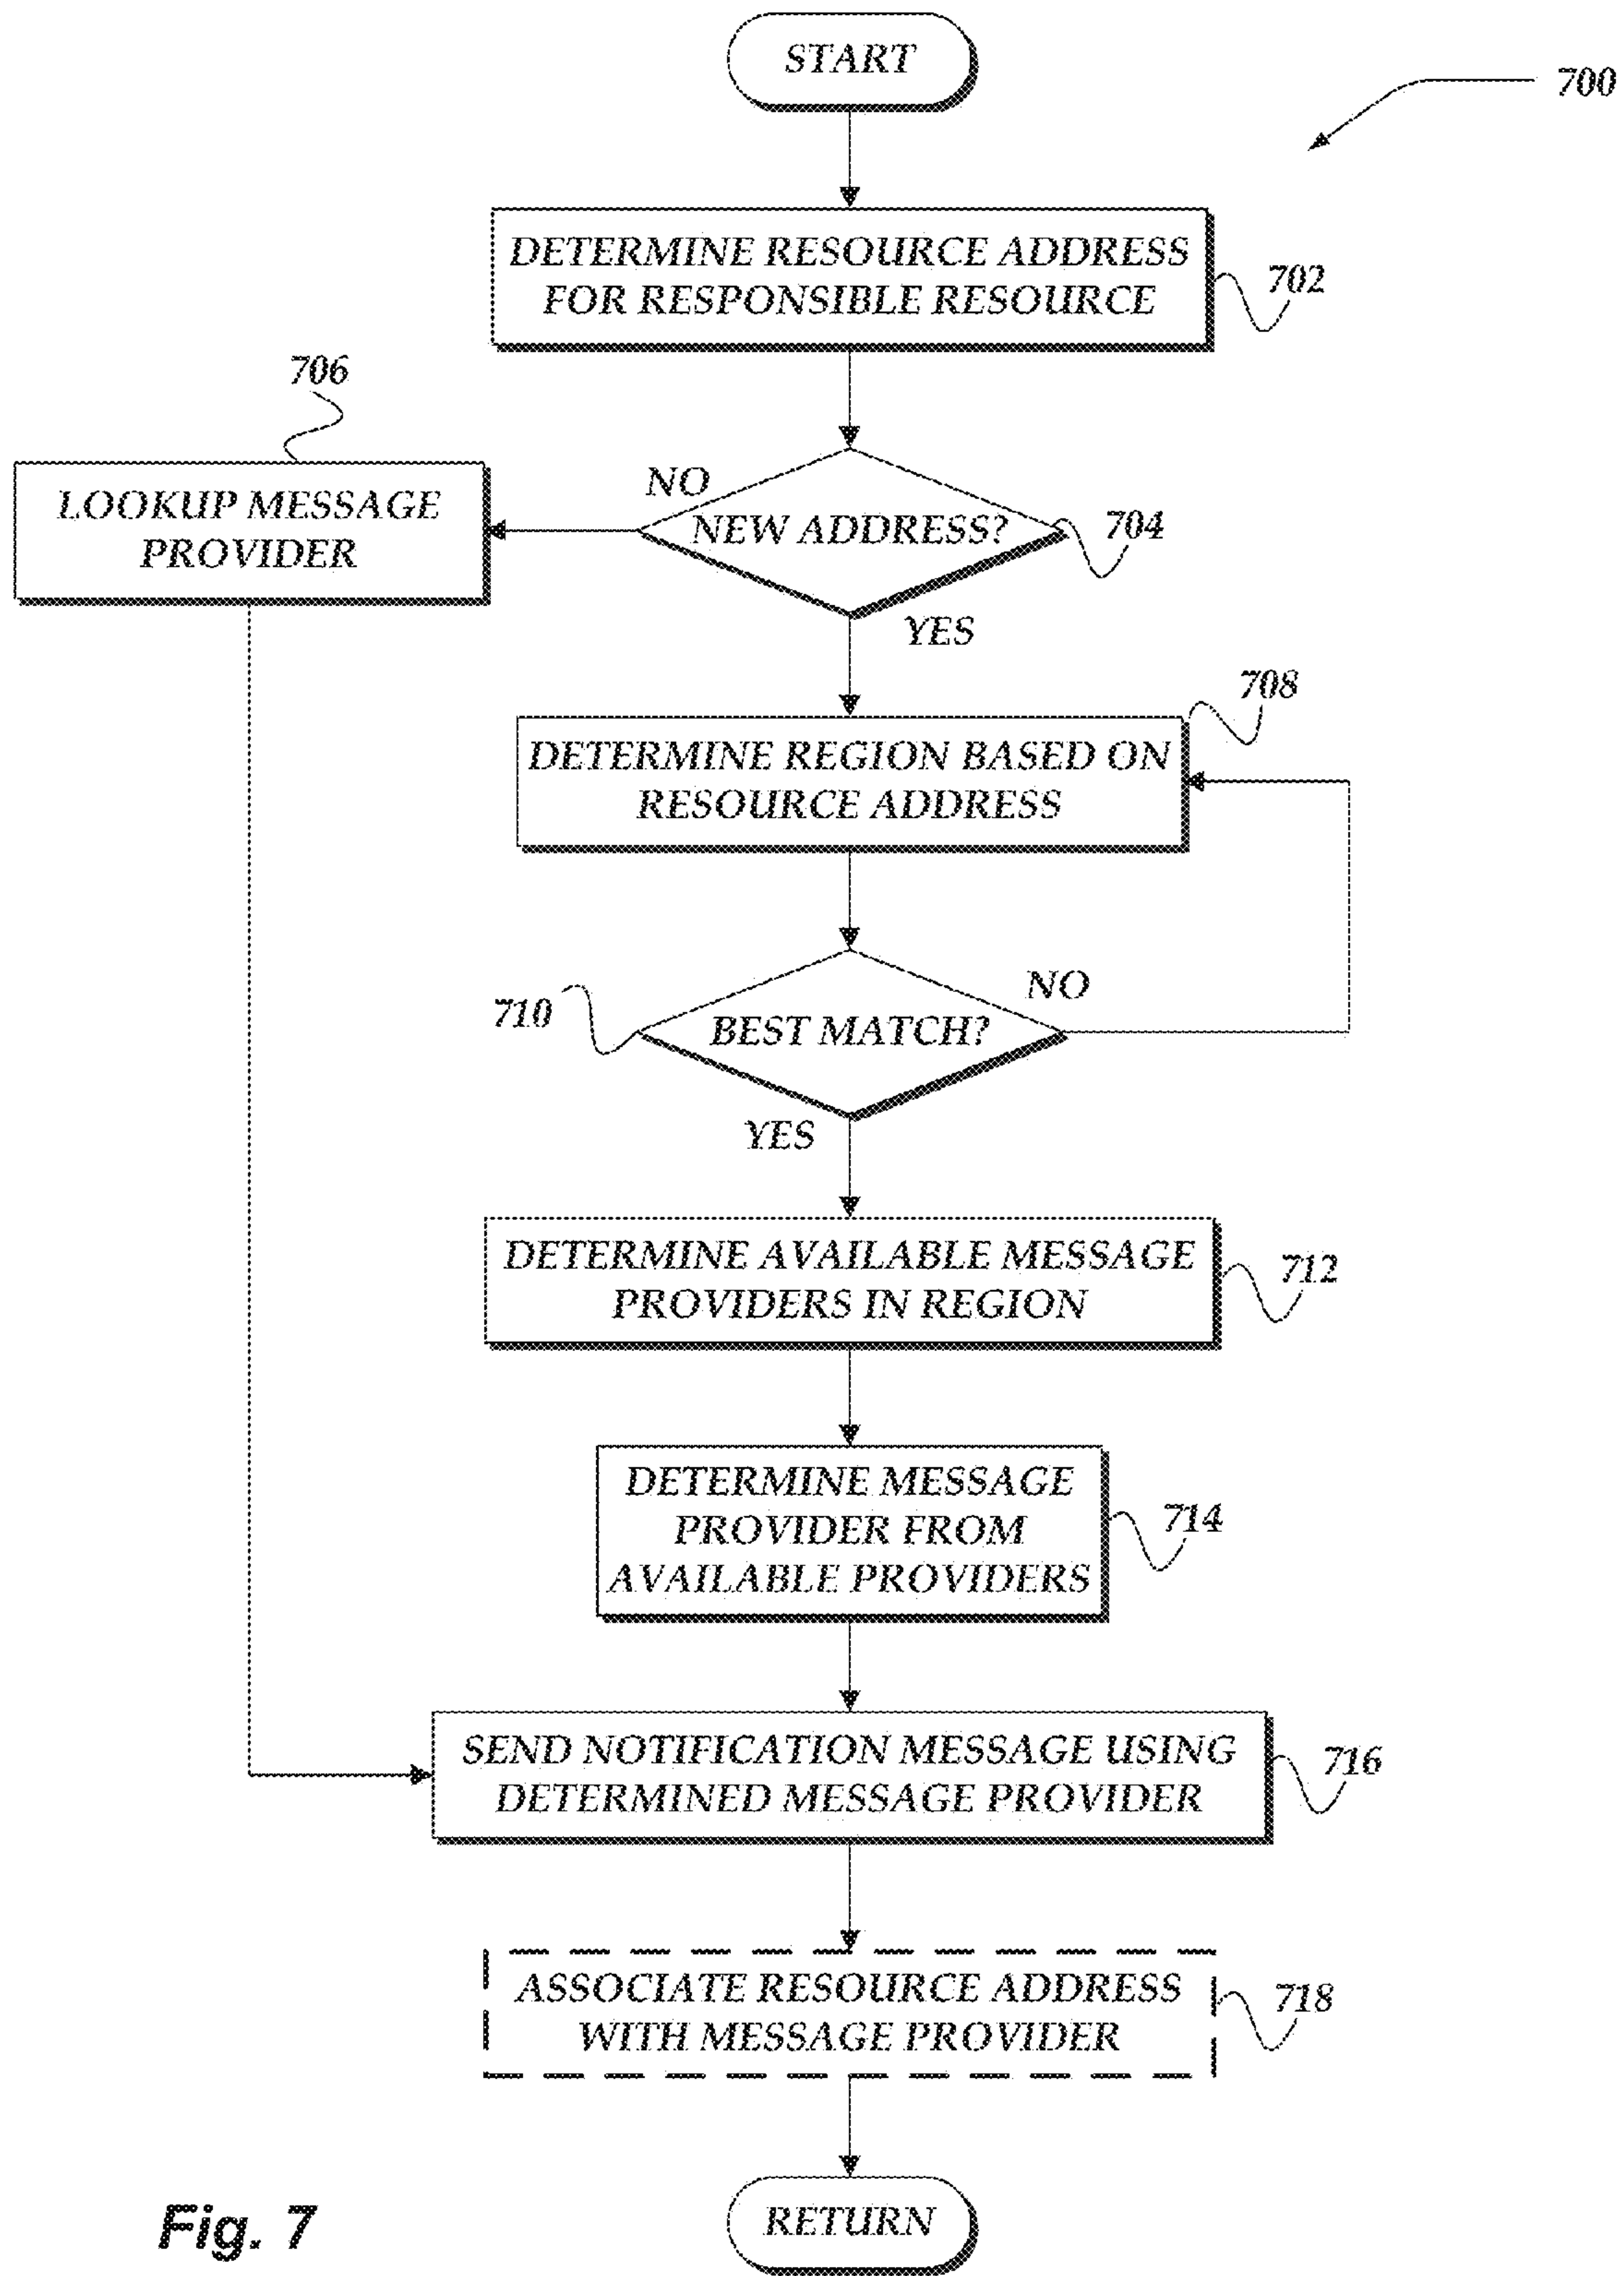 START
700
DETERMINE RESOURCE ADDRESS
FOR RESPONSIBLE RESOURCE
702
706
LOOKUP MESSAGE
PROVIDER
NO
NEW ADDRESS?
704
YES
708
DETERMINE REGION BASED ON
RESOURCE ADDRESS
NO
710
BEST MATCH?
YES
DETERMINE AVAILABLE MESSAGE
PROVIDERS IN REGION
712
DETERMINE MESSAGE
PROVIDER FROM
AVAILABLE PROVIDERS
714
SEND NOTIFICATION MESSAGE USING
DETERMINED MESSAGE PROVIDER
716
ASSOCIATE RESOURCE ADDRESS
WITH MESSAGE PROVIDER
718
RETURN
Fig. 7